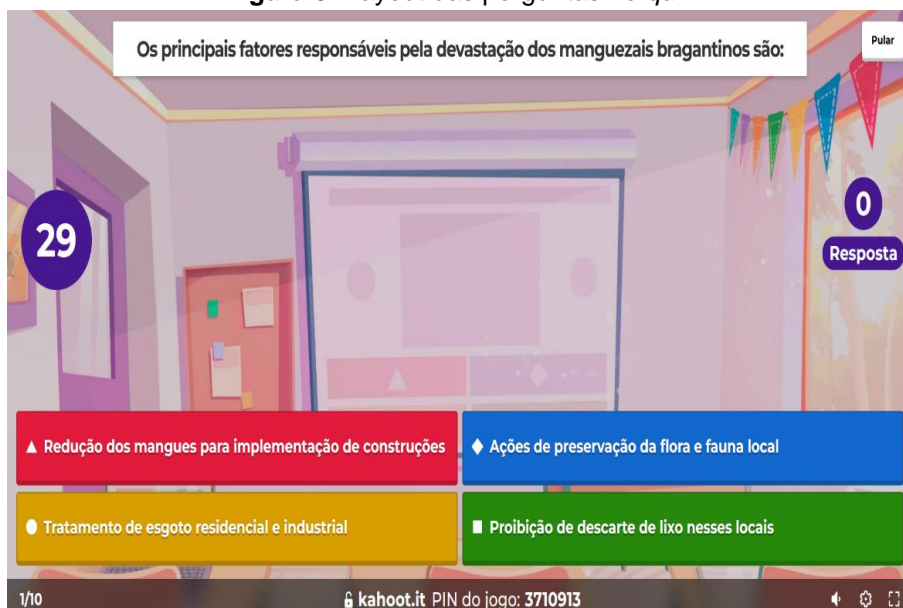 Os principais fatores responsáveis pela devastação dos manguezais bragantinos são:
Pular
29
0
Resposta
▲ Redução dos mangues para implementação de construções
◆ Ações de preservação da flora e fauna local
● Tratamento de esgoto residencial e industrial
■ Proibição de descarte de lixo nesses locais
1/10
kahoot.it PIN do jogo: 3710913